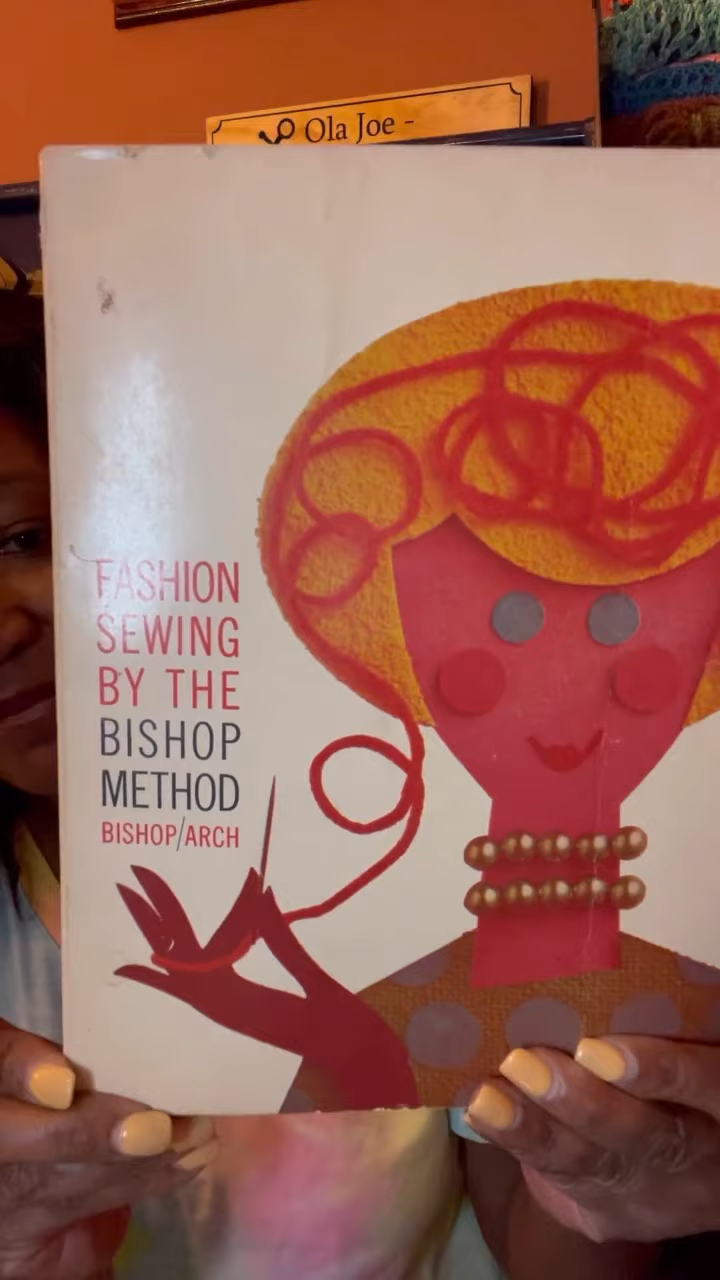 Ola Joe -
FASHION
SEWING
BY THE
BISHOP
METHOD
BISHOP/ARCH